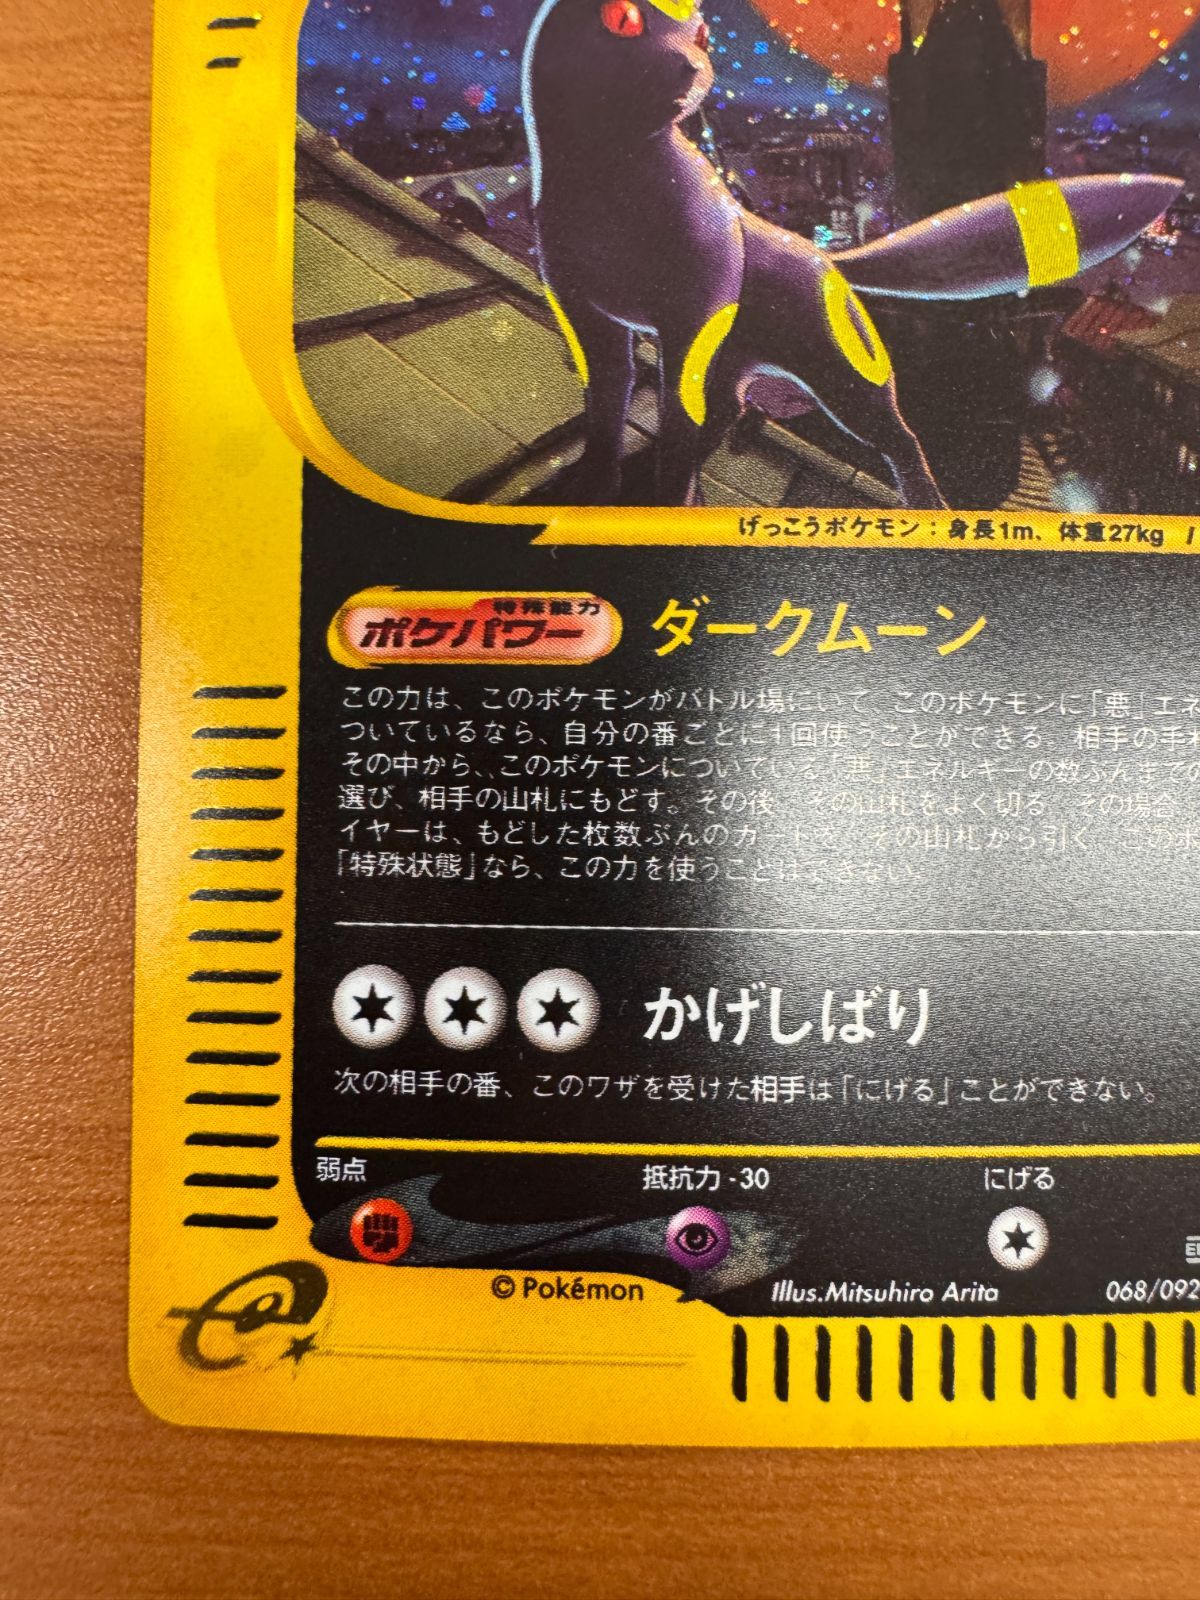 げっこうポケモン：身長1m、体重27kg /
特殊能力
ポケパワー
ダークムーン
この力は、このポケモンがバトル場にいて、このポケモンに「悪」エネ
ついているなら、自分の番ごとに1回使うことができる。相手の手札
その中から、このポケモンについている「悪」エネルギーの数ぶんまでの
選び、相手の山札にもどす。その後、その山札をよく切る。その場合、
イヤーは、もどした枚数ぶんのカードを、その山札から引く。このポ
「特殊状態」なら、この力を使うことはできない。
かげしばり
次の相手の番、このワザを受けた相手は「にげる」ことができない。
弱点
抵抗力 -30
にげる
© Pokémon
Illus.Mitsuhiro Arita
068/092
e